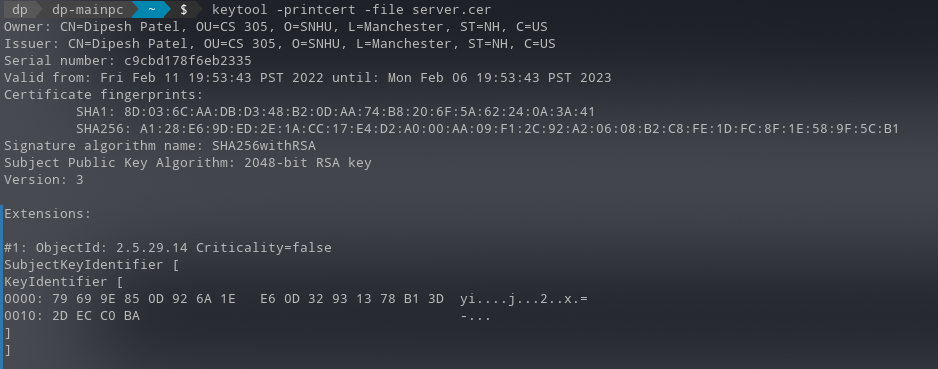 dp dp-mainpc ~ $ keytool -printcert -file server.cer
Owner: CN=Dipesh Patel, OU=CS 305, O=SNHU, L=Manchester, ST=NH, C=US
Issuer: CN=Dipesh Patel, OU=CS 305, O=SNHU, L=Manchester, ST=NH, C=US
Serial number: c9cbd178f6eb2335
Valid from: Fri Feb 11 19:53:43 PST 2022 until: Mon Feb 06 19:53:43 PST 2023
Certificate fingerprints:
SHA1: 8D:03:6C:AA:DB:D3:48:B2:0D:AA:74:B8:20:6F:5A:62:24:0A:3A:41
SHA256: A1:28:E6:9D:ED:2E:1A:CC:17:E4:D2:A0:00:AA:09:F1:2C:92:A2:06:08:B2:C8:FE:1D:FC:8F:1E:58:9F:5C:B1
Signature algorithm name: SHA256withRSA
Subject Public Key Algorithm: 2048-bit RSA key
Version: 3
Extensions:
#1: ObjectId: 2.5.29.14 Criticality=false
SubjectKeyIdentifier [
KeyIdentifier [
0000: 79 69 9E 85 0D 92 6A 1E   E6 0D 32 93 13 78 B1 3D  yi....j...2..x.=
0010: 2D EC C0 BA                                        -...
]
]